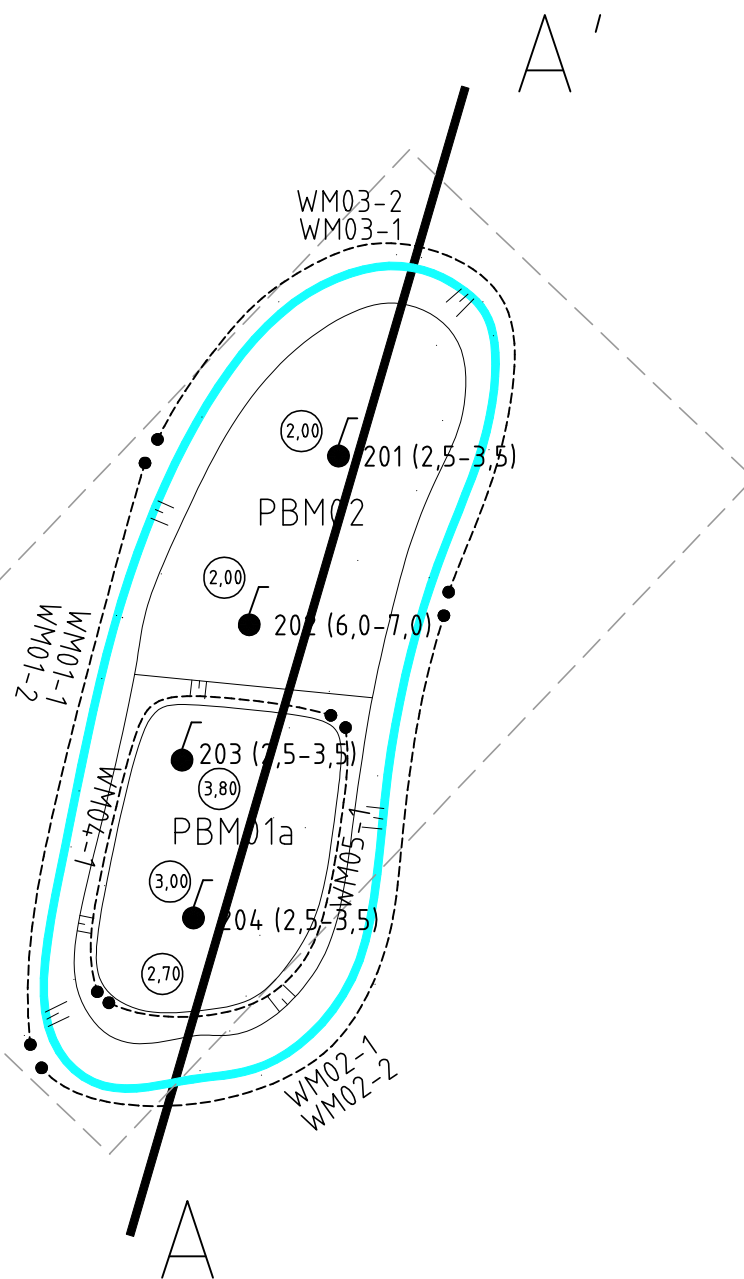 A'
WM03-2
WM03-1
2,00
201 (2,5-3,5)
PBM02
2,00
202 (6,0-7,0)
WM01-1
WM01-2
203 (2,5-3,5)
3,80
WM04-1
PBM01a
WM05-1
3,00
204 (2,5-3,5)
2,70
WM02-1
WM02-2
A